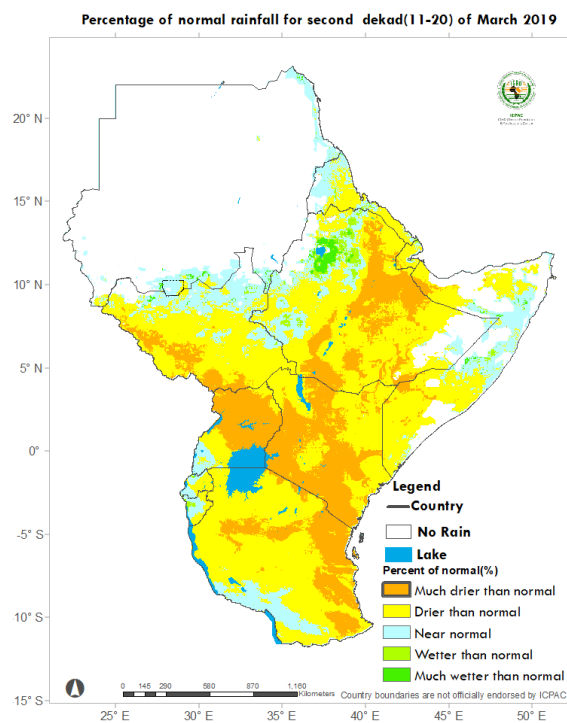 Percentage of normal rainfall for second dekad(11-20) of March 2019
ICPAC
20° N
15° N
10° N
5° N
0°
-5° S
-10° S
-15° S
Legend
Country
No Rain
Lake
Percent of normal(%)
Much drier than normal
Drier than normal
Near normal
Wetter than normal
Much wetter than normal
0 145 290 580 870 1,160
Kilometers
Country boundaries are not officially endorsed by ICPAC
25° E 30° E 35° E 40° E 45° E 50° E